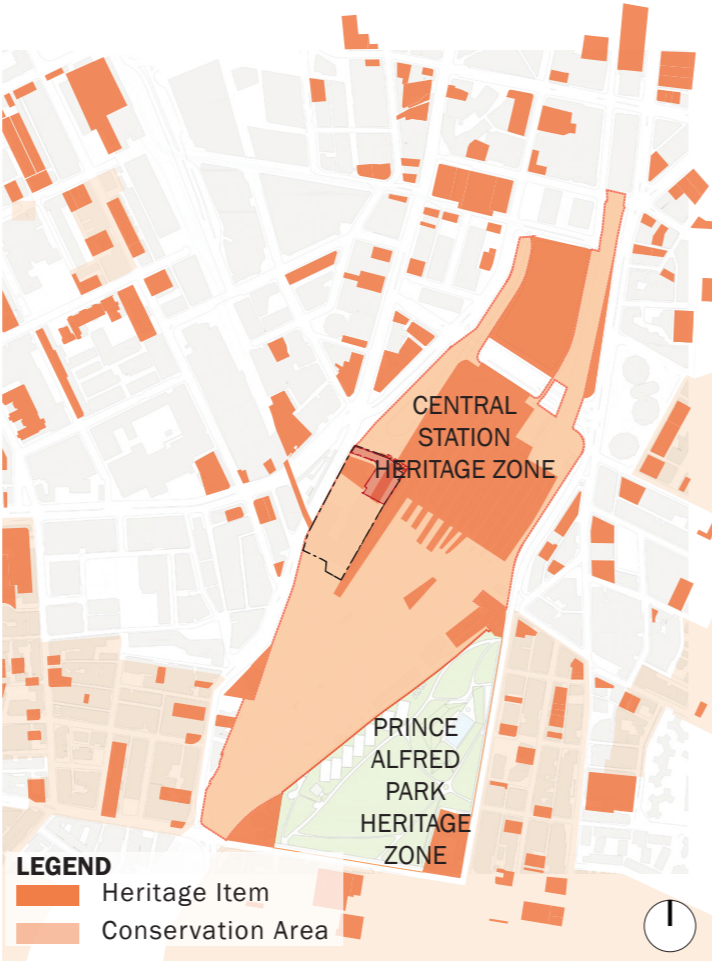 CENTRAL
STATION
HERITAGE ZONE
PRINCE
ALFRED
PARK
HERITAGE
ZONE
LEGEND
Heritage Item
Conservation Area